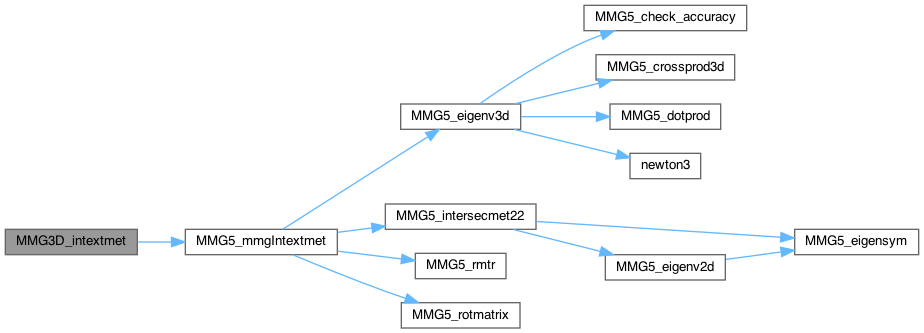 MMG5_check_accuracy
MMG5_crossprod3d
MMG5_eigenv3d
MMG5_dotprod
newton3
MMG5_intersecmet22
MMG3D_intextmet
MMG5_mmgIntextmet
MMG5_eigensym
MMG5_rmtr
MMG5_eigenv2d
MMG5_rotmatrix